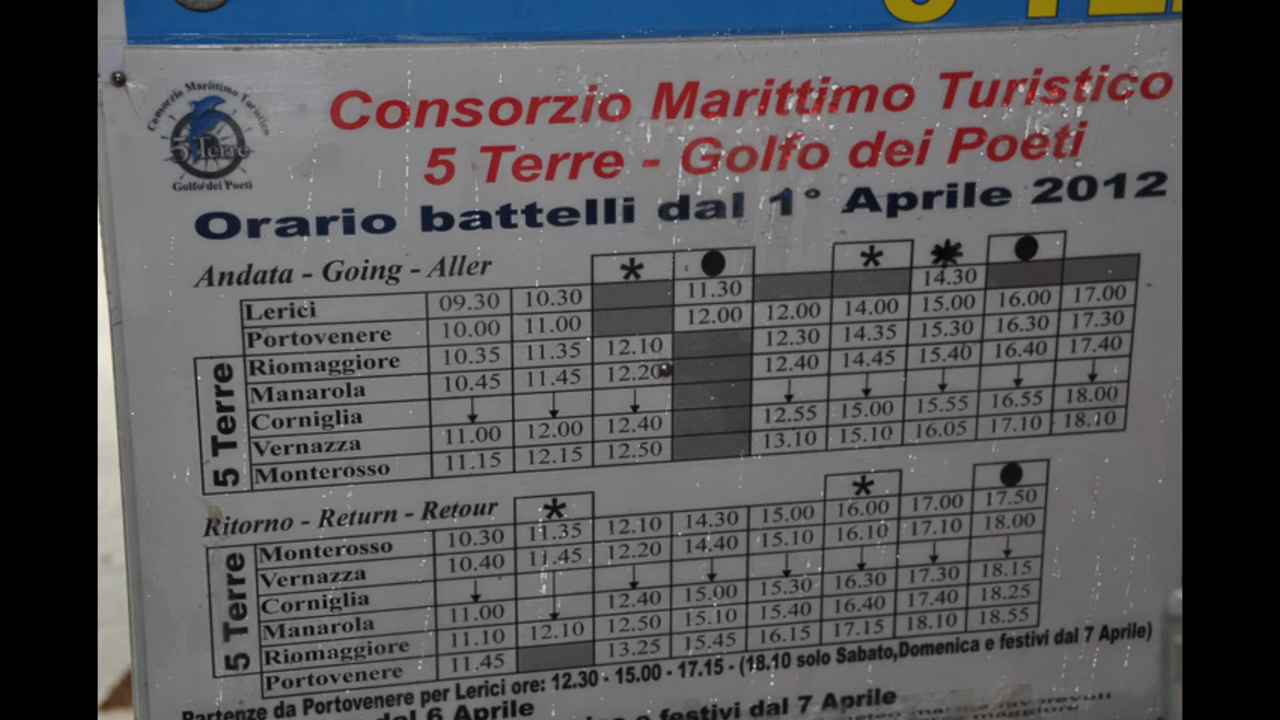 Consorzio Marittimo Turistico
5 Terre
Golfo dei Poeti
Consorzio Marittimo Turistico
5 Terre - Golfo dei Poeti
Orario battelli dal 1° Aprile 2012
Andata - Going - Aller * ● * * ●
Lerici 09.30 10.30 11.30 14.30
Portovenere 10.00 11.00 12.00 12.00 14.00 15.00 16.00 17.00
5 Terre
Riomaggiore 10.35 11.35 12.10 12.30 14.35 15.30 16.30 17.30
Manarola 10.45 11.45 12.20 12.40 14.45 15.40 16.40 17.40
Corniglia ↓ ↓ ↓ ↓ ↓ ↓ ↓ ↓
Vernazza 11.00 12.00 12.40 12.55 15.00 15.55 16.55 18.00
Monterosso 11.15 12.15 12.50 13.10 15.10 16.05 17.10 18.10
Ritorno - Return - Retour * * ●
5 Terre
Monterosso 10.30 11.35 12.10 14.30 15.00 16.00 17.00 17.50
Vernazza 10.40 11.45 12.20 14.40 15.10 16.10 17.10 18.00
Corniglia ↓ ↓ ↓ ↓ ↓ ↓ ↓ ↓
Manarola 11.00 12.40 15.00 15.30 16.30 17.30 18.15
Riomaggiore 11.10 12.10 12.50 15.10 15.40 16.40 17.40 18.25
Portovenere 11.45 13.25 15.45 16.15 17.15 18.10 18.55
Partenze da Portovenere per Lerici ore: 12.30 - 15.00 - 17.15 - (18.10 solo Sabato,Domenica e festivi dal 7 Aprile)
dal 6 Aprile
e festivi dal 7 Aprile